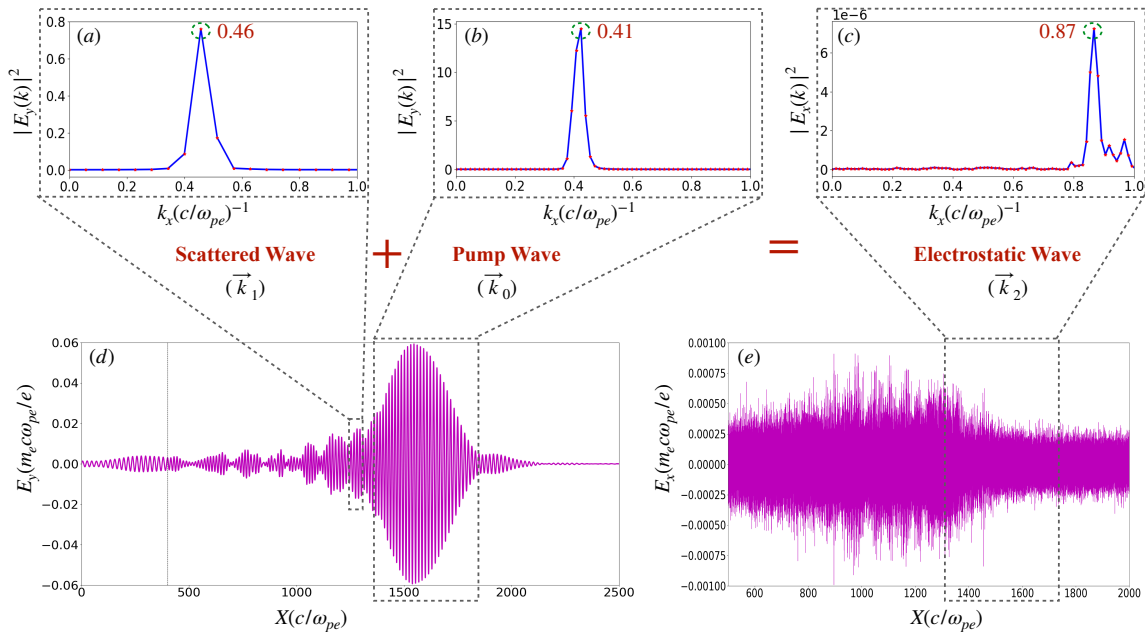 (a)
0.46
0.8
0.6
0.4
0.2
0.0
|E_y(k)|^2
0.0 0.2 0.4 0.6 0.8 1.0
k_x(c/ω_pe)^−1
(b)
0.41
15
10
5
0
|E_y(k)|^2
0.0 0.2 0.4 0.6 0.8 1.0
k_x(c/ω_pe)^−1
1e−6
(c)
0.87
6
4
2
0
|E_x(k)|^2
0.0 0.2 0.4 0.6 0.8 1.0
k_x(c/ω_pe)^−1
Scattered Wave + Pump Wave = Electrostatic Wave
(k⃗_1) (k⃗_0) (k⃗_2)
(d)
0.06
0.04
0.02
0.00
−0.02
−0.04
−0.06
E_y(m_ecω_pe/e)
0 500 1000 1500 2000 2500
X(c/ω_pe)
(e)
0.00100
0.00075
0.00050
0.00025
0.00000
−0.00025
−0.00050
−0.00075
−0.00100
E_x(m_ecω_pe/e)
600 800 1000 1200 1400 1600 1800 2000
X(c/ω_pe)